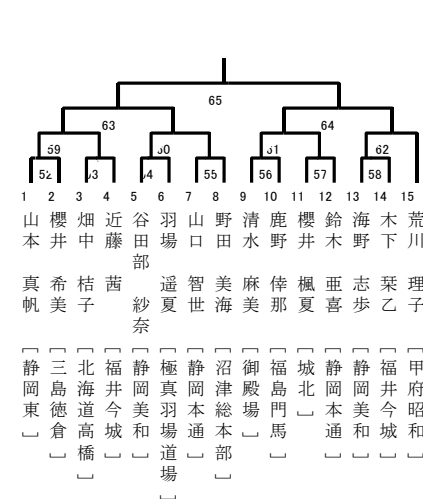 65
63
64
59
60
61
62
52
53
54
55
56
57
58
1 2 3 4 5 6 7 8 9 10 11 12 13 14 15
山本 真帆 [静岡東]
櫻井 希美 [三島徳倉]
畑中 桔子 [北海道高橋]
近藤 茜 [福井今城]
谷田部 紗奈 [静岡美和]
羽場 遥夏 [極真羽場道場]
山口 智世 [静岡本通]
野田 美海 [沼津総本部]
清水 麻美 [御殿場]
鹿野 倖那 [福島門馬]
櫻井 楓夏 [城北]
鈴木 亜喜 [静岡本通]
海野 志歩 [静岡美和]
木下 栞乙 [福井今城]
荒川 理子 [甲府昭和]